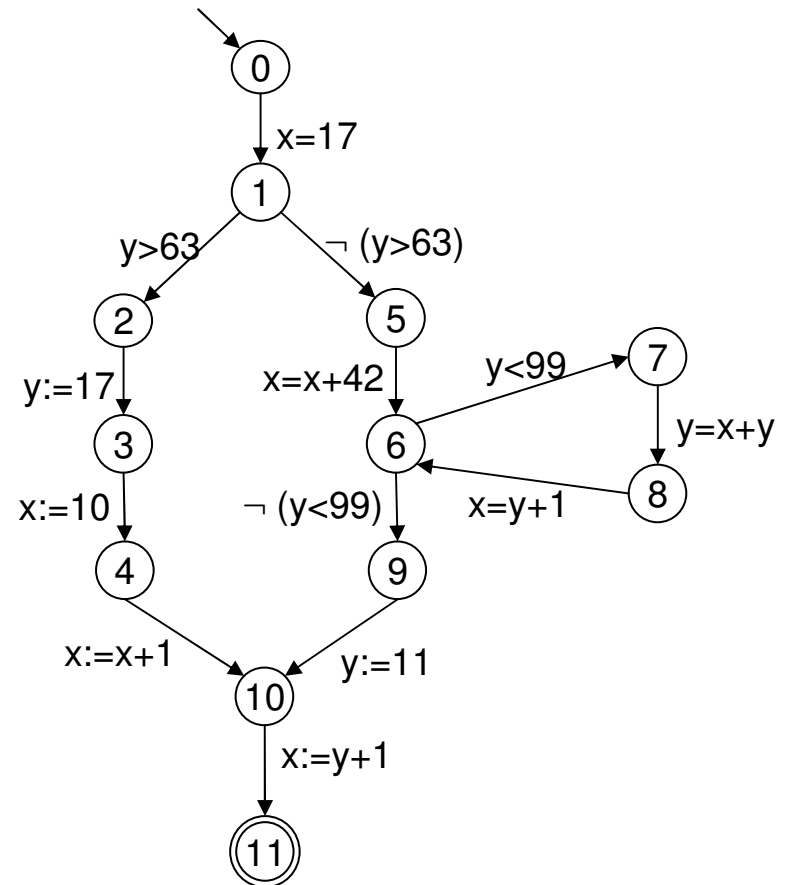 0
x=17
1
y>63
¬ (y>63)
2
5
7
y<99
y:=17
x=x+42
y=x+y
3
6
8
x:=10
¬ (y<99)
x=y+1
4
9
x:=x+1
y:=11
10
x:=y+1
11